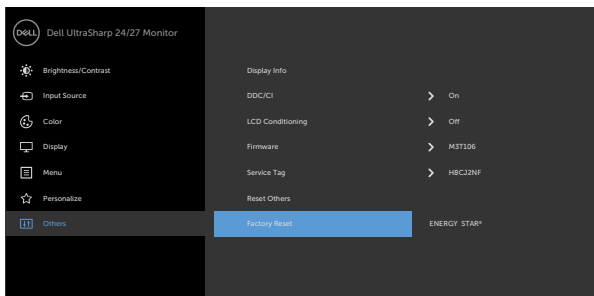 DELL Dell UltraSharp 24/27 Monitor
Brightness/Contrast Display Info
Input Source DDC/CI On
Color LCD Conditioning Off
Display Firmware M3T106
Menu Service Tag H8CJ2NF
Personalize Reset Others
Others Factory Reset ENERGY STAR®